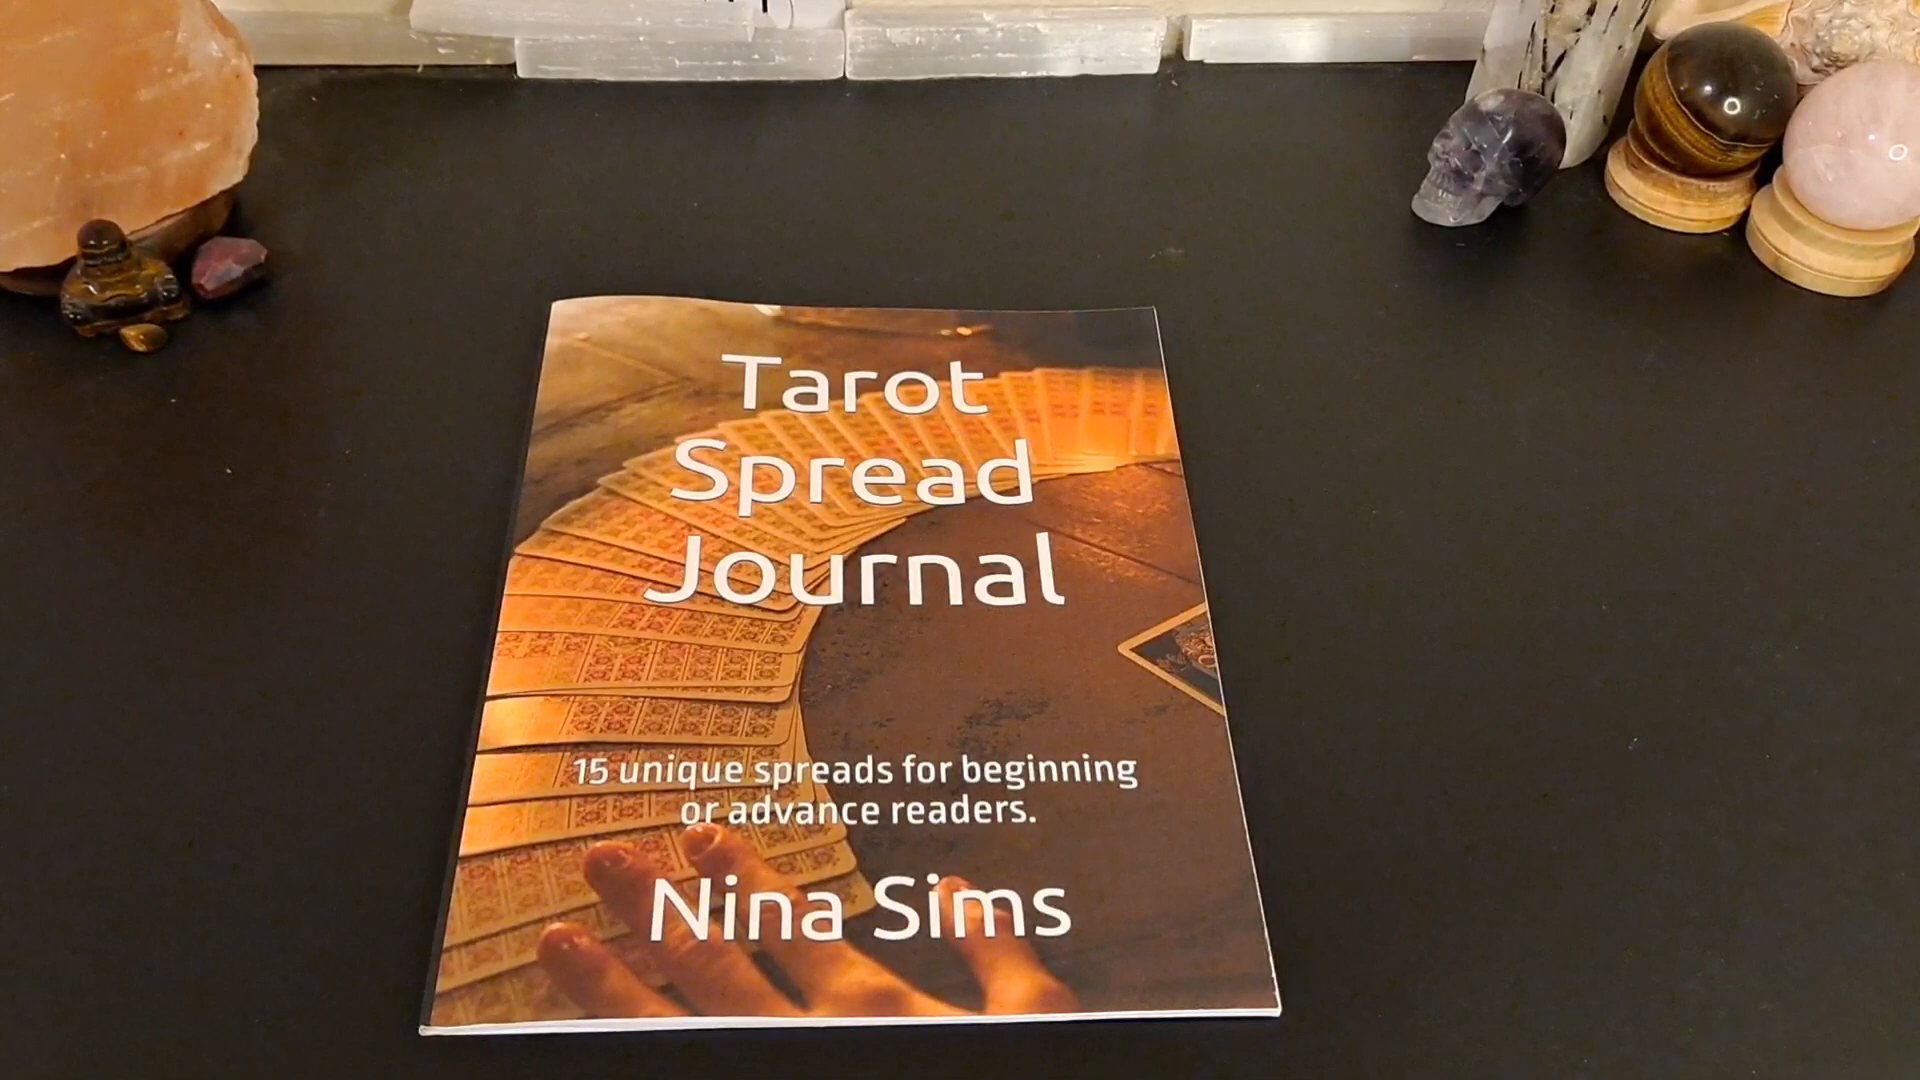 Tarot
Spread
Journal
15 unique spreads for beginning
or advance readers.
Nina Sims